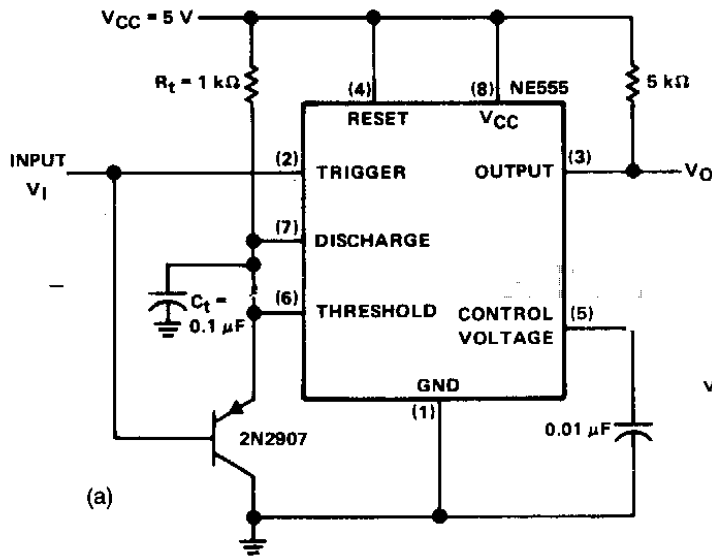 VCC = 5 V
Rt = 1 kΩ
(4)
(8)
NE555
5 kΩ
RESET
VCC
INPUT
VI
(2)
TRIGGER
OUTPUT
(3)
VO
(7)
DISCHARGE
Ct =
0.1 μF
(6)
THRESHOLD
CONTROL
VOLTAGE
(5)
GND
(1)
V
2N2907
0.01 μF
(a)